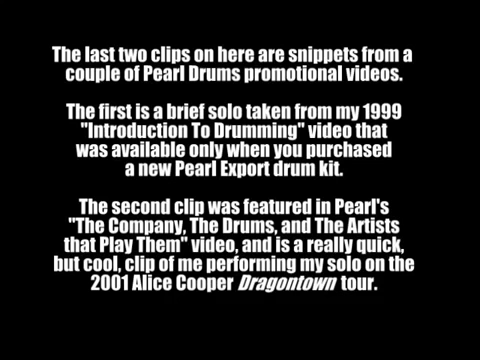 The last two clips on here are snippets from a
couple of Pearl Drums promotional videos.
The first is a brief solo taken from my 1999
"Introduction To Drumming" video that
was available only when you purchased
a new Pearl Export drum kit.
The second clip was featured in Pearl's
"The Company, The Drums, and The Artists
that Play Them" video, and is a really quick,
but cool, clip of me performing my solo on the
2001 Alice Cooper Dragontown tour.